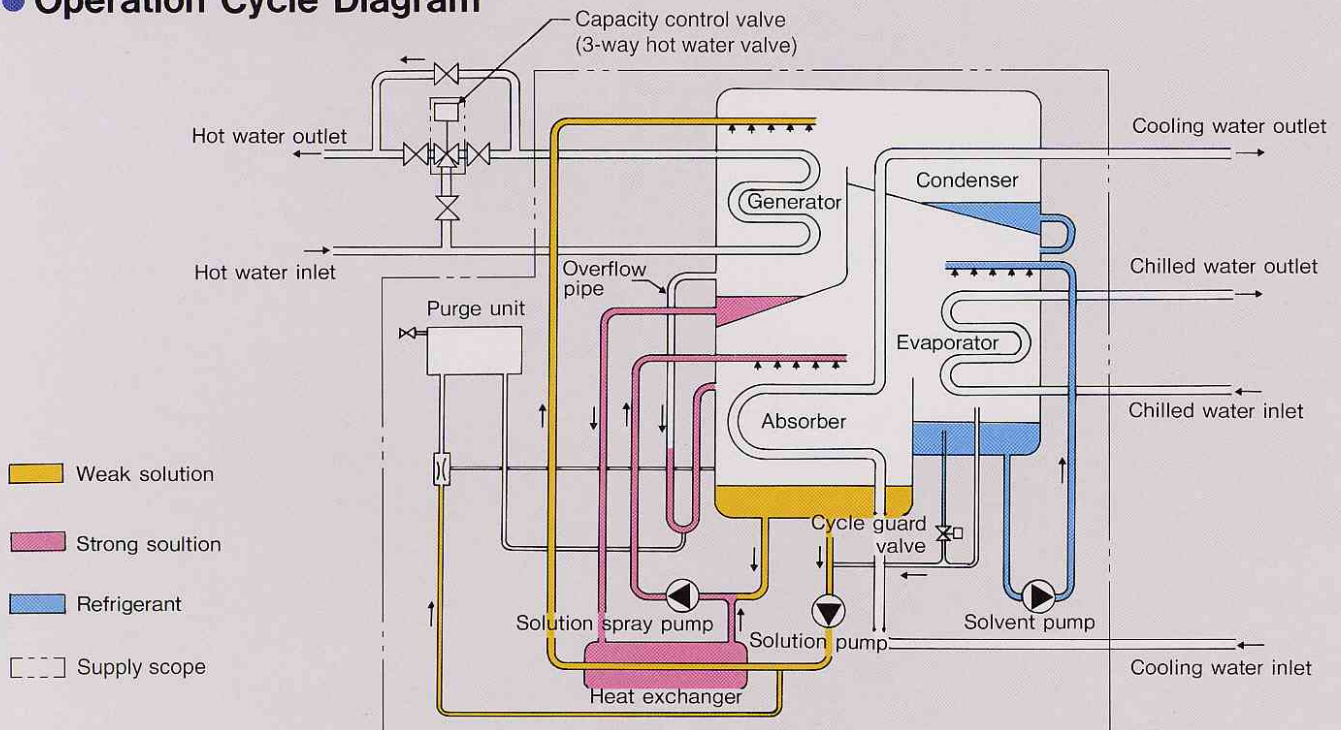 Operation Cycle Diagram
Capacity control valve
(3-way hot water valve)
Hot water outlet
Cooling water outlet
Condenser
Generator
Hot water inlet
Overflow
pipe
Chilled water outlet
Purge unit
Evaporator
Chilled water inlet
Absorber
Weak solution
Cycle guard
valve
Strong soultion
Refrigerant
Solution spray pump
Solution pump
Solvent pump
Supply scope
Cooling water inlet
Heat exchanger